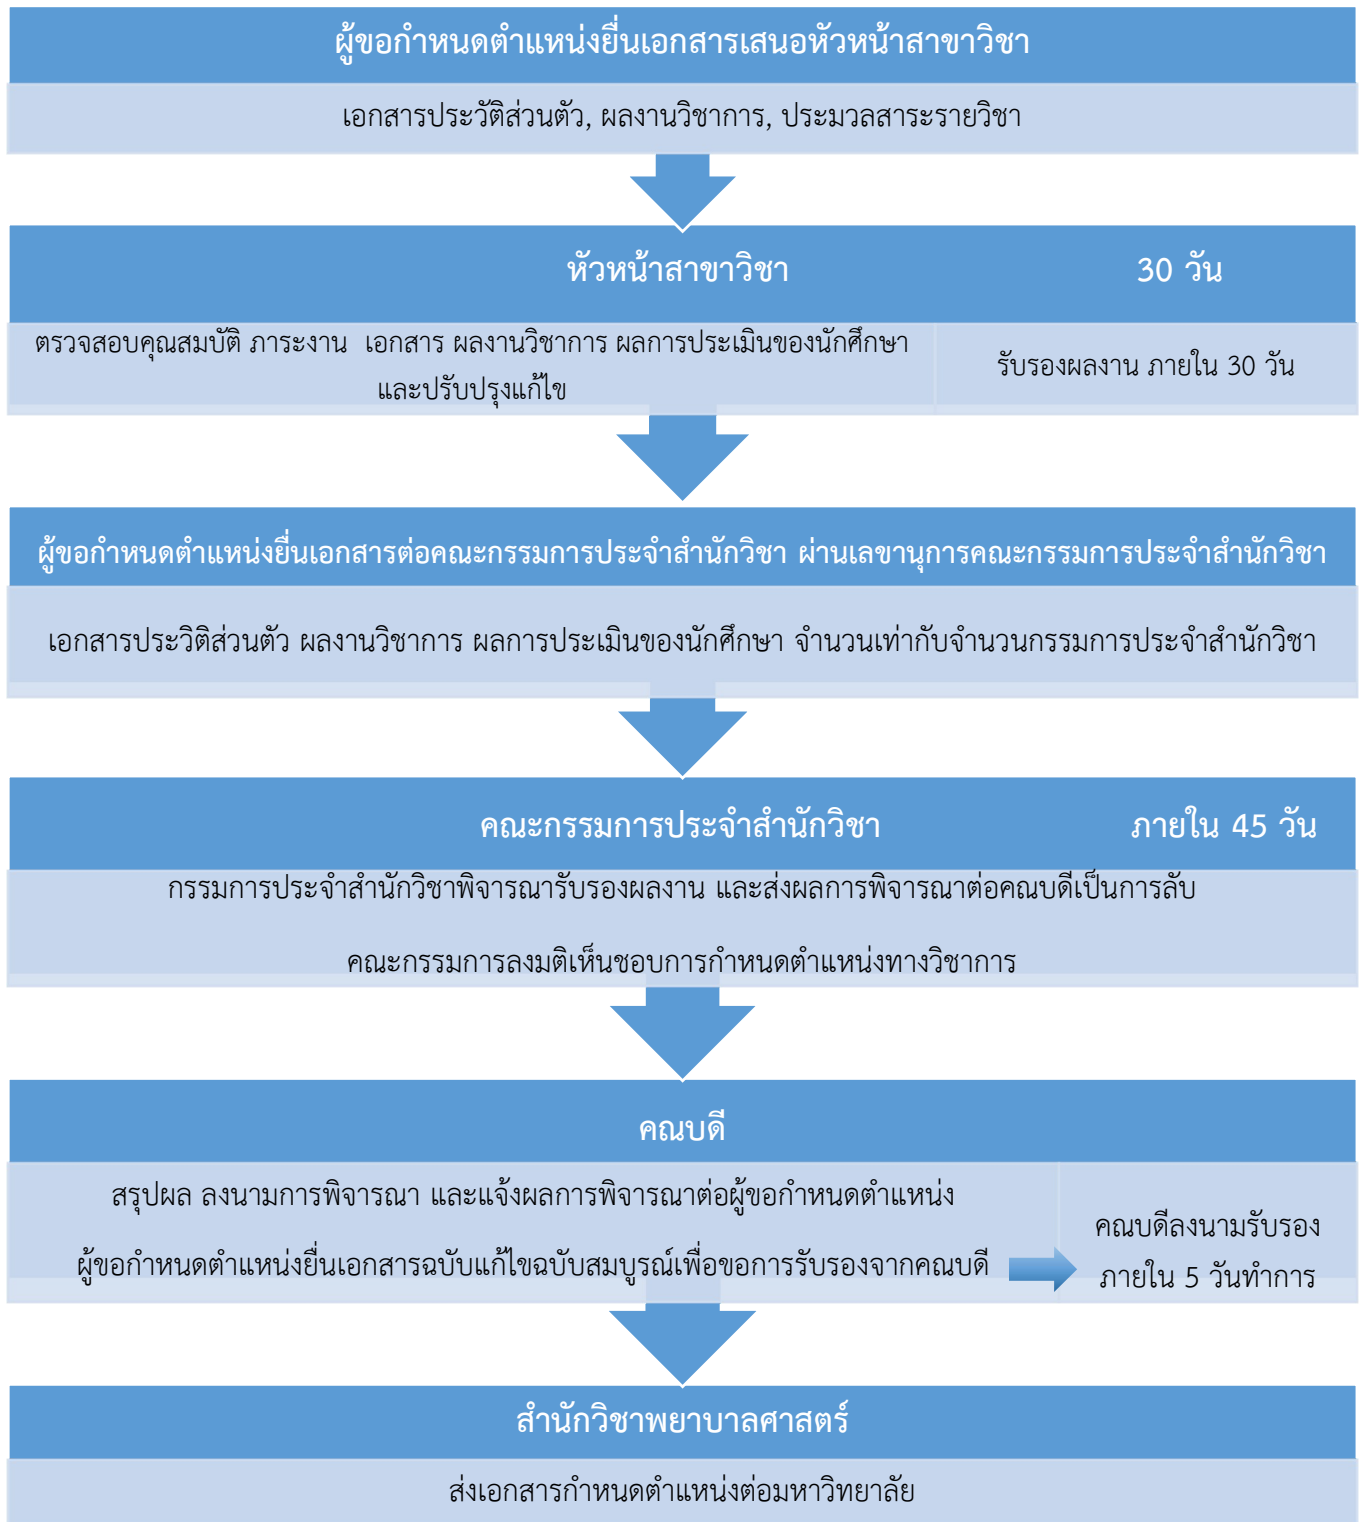 ผู้ขอกำหนดตำแหน่งยื่นเอกสารเสนอหัวหน้าสาขาวิชา
เอกสารประวัติส่วนตัว, ผลงานวิชาการ, ประมวลสาระรายวิชา
หัวหน้าสาขาวิชา 30 วัน
ตรวจสอบคุณสมบัติ ภาระงาน เอกสาร ผลงานวิชาการ ผลการประเมินของนักศึกษา
และปรับปรุงแก้ไข
รับรองผลงาน ภายใน 30 วัน
ผู้ขอกำหนดตำแหน่งยื่นเอกสารต่อคณะกรรมการประจำสำนักวิชา ผ่านเลขานุการคณะกรรมการประจำสำนักวิชา
เอกสารประวิติส่วนตัว ผลงานวิชาการ ผลการประเมินของนักศึกษา จำนวนเท่ากับจำนวนกรรมการประจำสำนักวิชา
คณะกรรมการประจำสำนักวิชา ภายใน 45 วัน
กรรมการประจำสำนักวิชาพิจารณารับรองผลงาน และส่งผลการพิจารณาต่อคณบดีเป็นการลับ
คณะกรรมการลงมติเห็นชอบการกำหนดตำแหน่งทางวิชาการ
คณบดี
สรุปผล ลงนามการพิจารณา และแจ้งผลการพิจารณาต่อผู้ขอกำหนดตำแหน่ง
ผู้ขอกำหนดตำแหน่งยื่นเอกสารฉบับแก้ไขฉบับสมบูรณ์เพื่อขอการรับรองจากคณบดี
คณบดีลงนามรับรอง
ภายใน 5 วันทำการ
สำนักวิชาพยาบาลศาสตร์
ส่งเอกสารกำหนดตำแหน่งต่อมหาวิทยาลัย